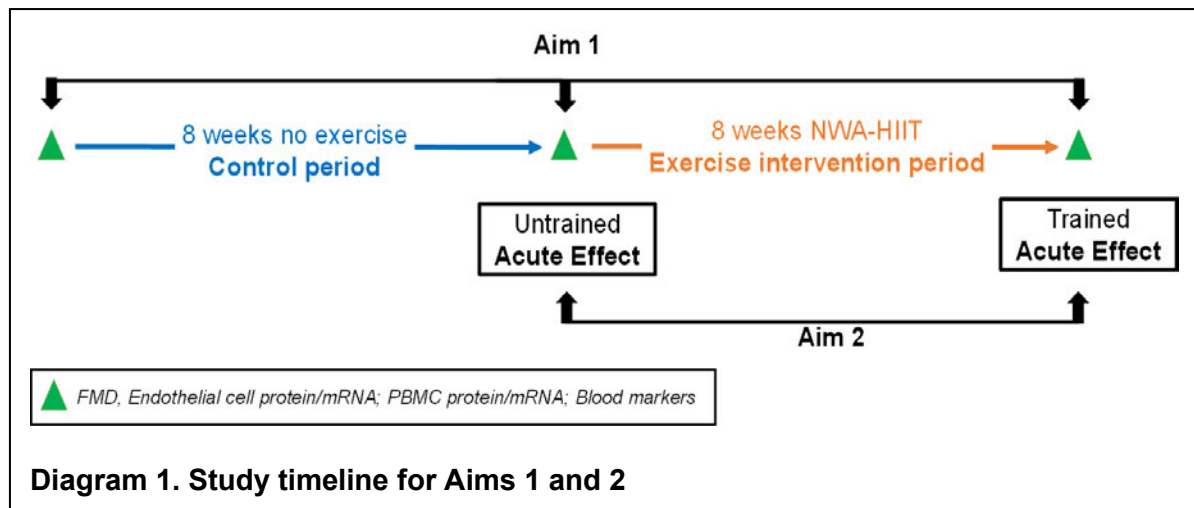 Aim 1
8 weeks no exercise
Control period
8 weeks NWA-HIIT
Exercise intervention period
Untrained
Acute Effect
Trained
Acute Effect
Aim 2
FMD, Endothelial cell protein/mRNA; PBMC protein/mRNA; Blood markers
Diagram 1. Study timeline for Aims 1 and 2